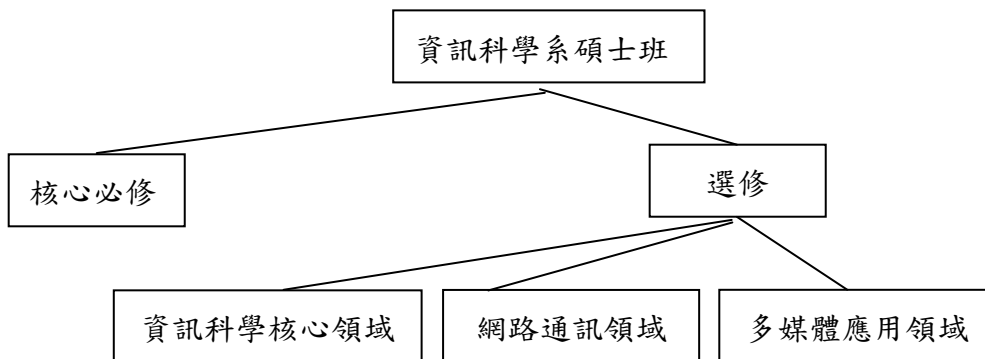 資訊科學系碩士班
核心必修
選修
資訊科學核心領域
網路通訊領域
多媒體應用領域